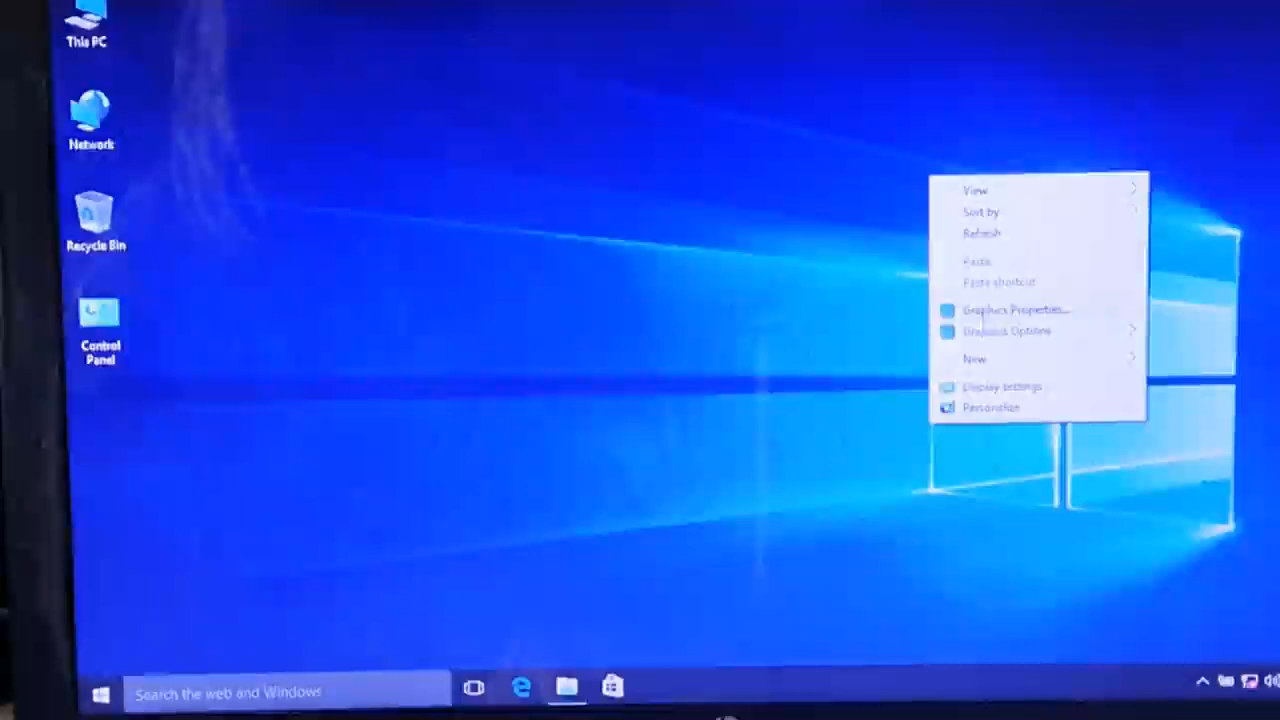 This PC
Network
Recycle Bin
Control
Panel
View
Sort by
Refresh
Paste
Paste shortcut
Graphics Properties...
Graphics Options
New
Display settings
Personalize
Search the web and Windows